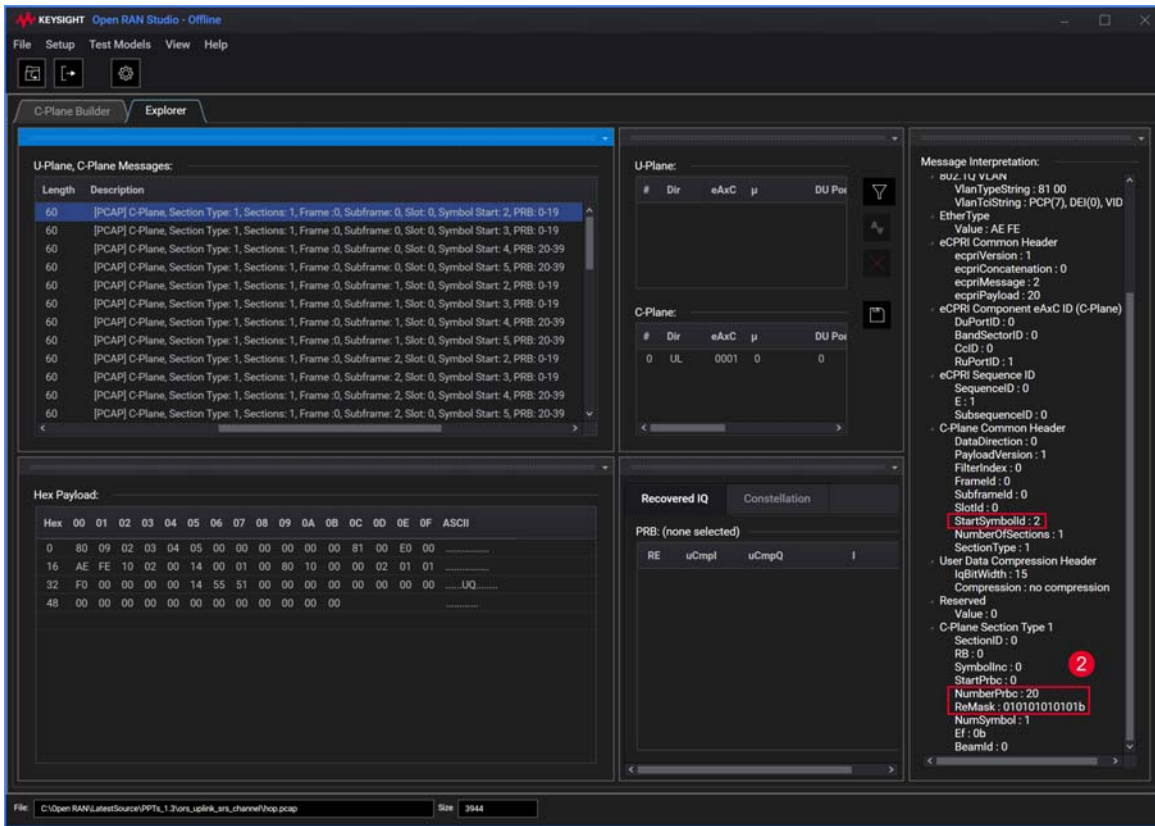 KEYSIGHT Open RAN Studio - Offline
File Setup Test Models View Help
C-Plane Builder Explorer
U-Plane, C-Plane Messages:
Length Description
60 [PCAP] C-Plane, Section Type: 1, Sections: 1, Frame :0, Subframe: 0, Slot: 0, Symbol Start: 2, PRB: 0-19
60 [PCAP] C-Plane, Section Type: 1, Sections: 1, Frame :0, Subframe: 0, Slot: 0, Symbol Start: 3, PRB: 0-19
60 [PCAP] C-Plane, Section Type: 1, Sections: 1, Frame :0, Subframe: 0, Slot: 0, Symbol Start: 4, PRB: 20-39
60 [PCAP] C-Plane, Section Type: 1, Sections: 1, Frame :0, Subframe: 0, Slot: 0, Symbol Start: 5, PRB: 20-39
60 [PCAP] C-Plane, Section Type: 1, Sections: 1, Frame :0, Subframe: 1, Slot: 0, Symbol Start: 2, PRB: 0-19
60 [PCAP] C-Plane, Section Type: 1, Sections: 1, Frame :0, Subframe: 1, Slot: 0, Symbol Start: 3, PRB: 0-19
60 [PCAP] C-Plane, Section Type: 1, Sections: 1, Frame :0, Subframe: 1, Slot: 0, Symbol Start: 4, PRB: 20-39
60 [PCAP] C-Plane, Section Type: 1, Sections: 1, Frame :0, Subframe: 1, Slot: 0, Symbol Start: 5, PRB: 20-39
60 [PCAP] C-Plane, Section Type: 1, Sections: 1, Frame :0, Subframe: 2, Slot: 0, Symbol Start: 2, PRB: 0-19
60 [PCAP] C-Plane, Section Type: 1, Sections: 1, Frame :0, Subframe: 2, Slot: 0, Symbol Start: 3, PRB: 0-19
60 [PCAP] C-Plane, Section Type: 1, Sections: 1, Frame :0, Subframe: 2, Slot: 0, Symbol Start: 4, PRB: 20-39
60 [PCAP] C-Plane, Section Type: 1, Sections: 1, Frame :0, Subframe: 2, Slot: 0, Symbol Start: 5, PRB: 20-39
U-Plane:
# Dir eAxC µ DU Por
C-Plane:
# Dir eAxC µ DU Por
0 UL 0001 0 0
Hex Payload:
Hex 00 01 02 03 04 05 06 07 08 09 0A 0B 0C 0D 0E 0F ASCII
0 80 09 02 03 04 05 00 00 00 00 00 00 81 00 E0 00 ................
16 AE FE 10 02 00 14 00 01 00 80 10 00 00 02 01 01
32 F0 00 00 00 00 14 55 51 00 00 00 00 00 00 00 00 ......UQ........
48 00 00 00 00 00 00 00 00 00 00 00 00 ............
Recovered IQ Constellation
PRB: (none selected)
RE uCmpI uCmpQ I
Message Interpretation:
802.1Q VLAN
VlanTypeString : 81 00
VlanTciString : PCP(7), DEI(0), VID
EtherType
Value : AE FE
eCPRI Common Header
ecpriVersion : 1
ecpriConcatenation : 0
ecpriMessage : 2
ecpriPayload : 20
eCPRI Component eAxC ID (C-Plane)
DuPortID : 0
BandSectorID : 0
CcID : 0
RuPortID : 1
eCPRI Sequence ID
SequenceID : 0
E : 1
SubsequenceID : 0
C-Plane Common Header
DataDirection : 0
PayloadVersion : 1
FilterIndex : 0
FrameId : 0
SubframeId : 0
SlotId : 0
StartSymbolId : 2
NumberOfSections : 1
SectionType : 1
User Data Compression Header
IqBitWidth : 15
Compression : no compression
Reserved
Value : 0
C-Plane Section Type 1
SectionID : 0
RB : 0
SymbolInc : 0
2
StartPrbc : 0
NumberPrbc : 20
ReMask : 010101010101b
NumSymbol : 1
Ef : 0b
BeamId : 0
File: C:\Open RAN\LatestSource\PPTs_1.3\ors_uplink_srs_channel\hop.pcap Size 3944